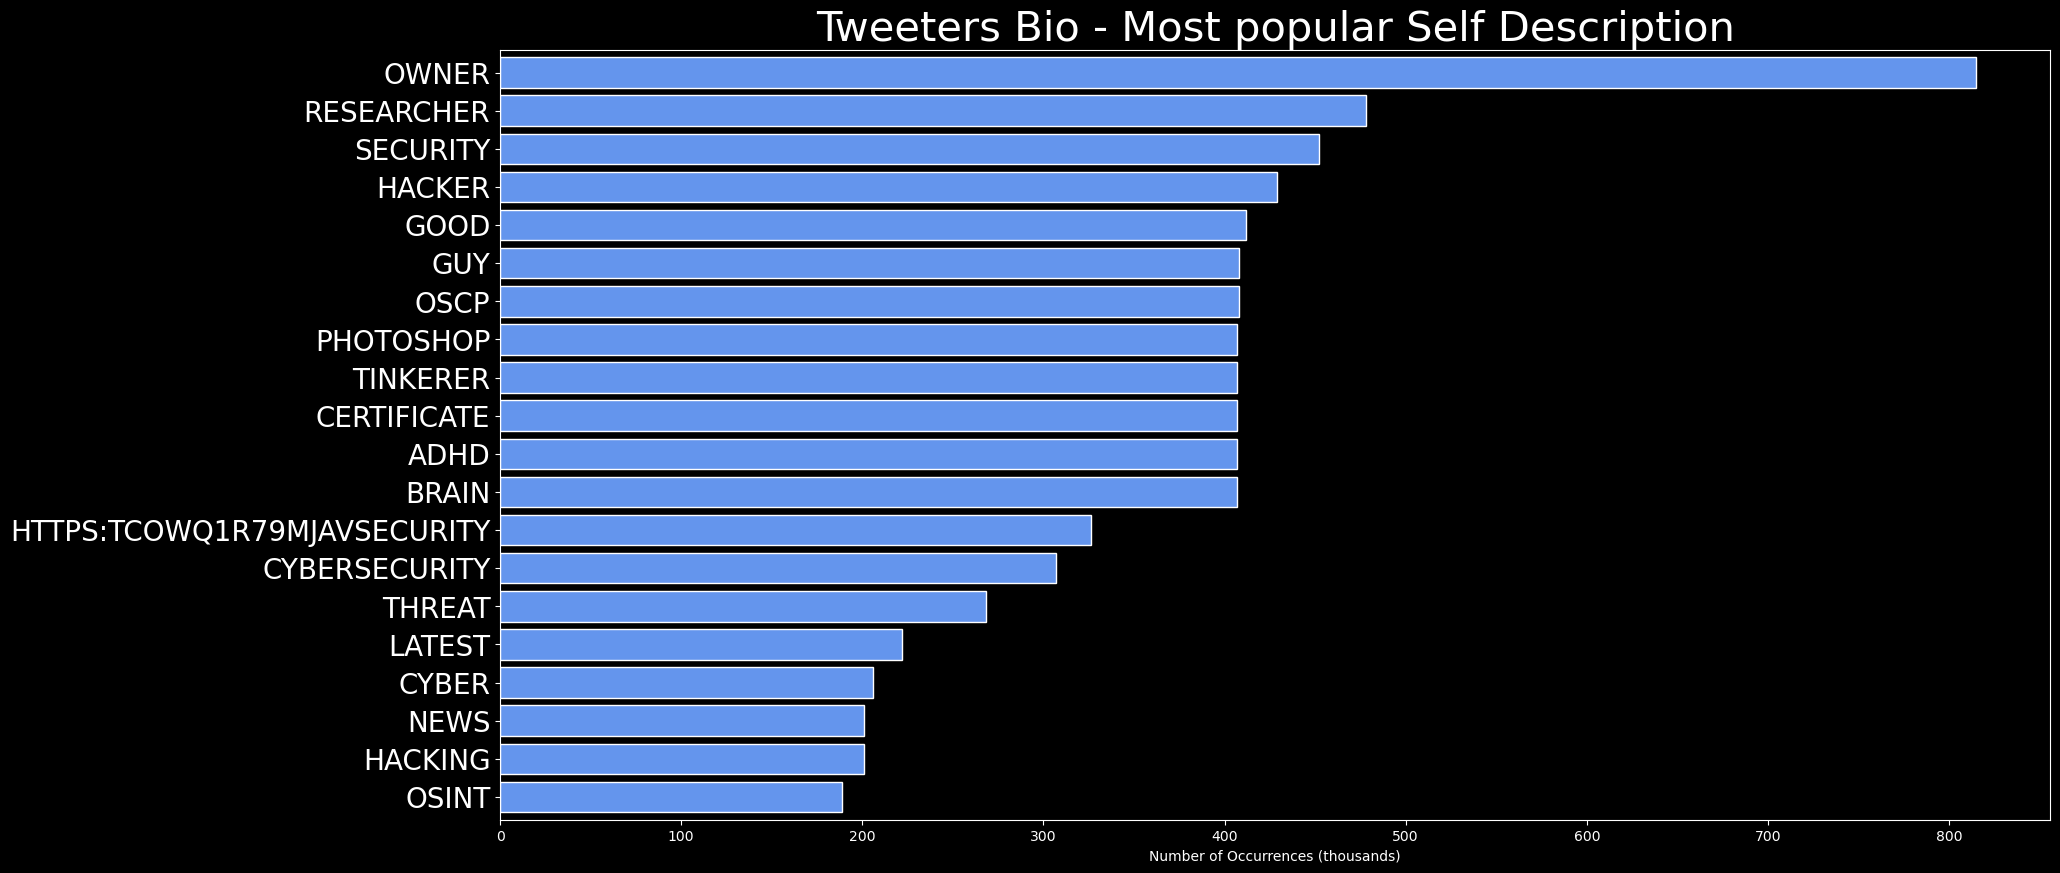 Tweeters Bio - Most popular Self Description
OWNER
RESEARCHER
SECURITY
HACKER
GOOD
GUY
OSCP
PHOTOSHOP
TINKERER
CERTIFICATE
ADHD
BRAIN
HTTPS:TCOWQ1R79MJAVSECURITY
CYBERSECURITY
THREAT
LATEST
CYBER
NEWS
HACKING
OSINT
0 100 200 300 400 500 600 700 800
Number of Occurrences (thousands)